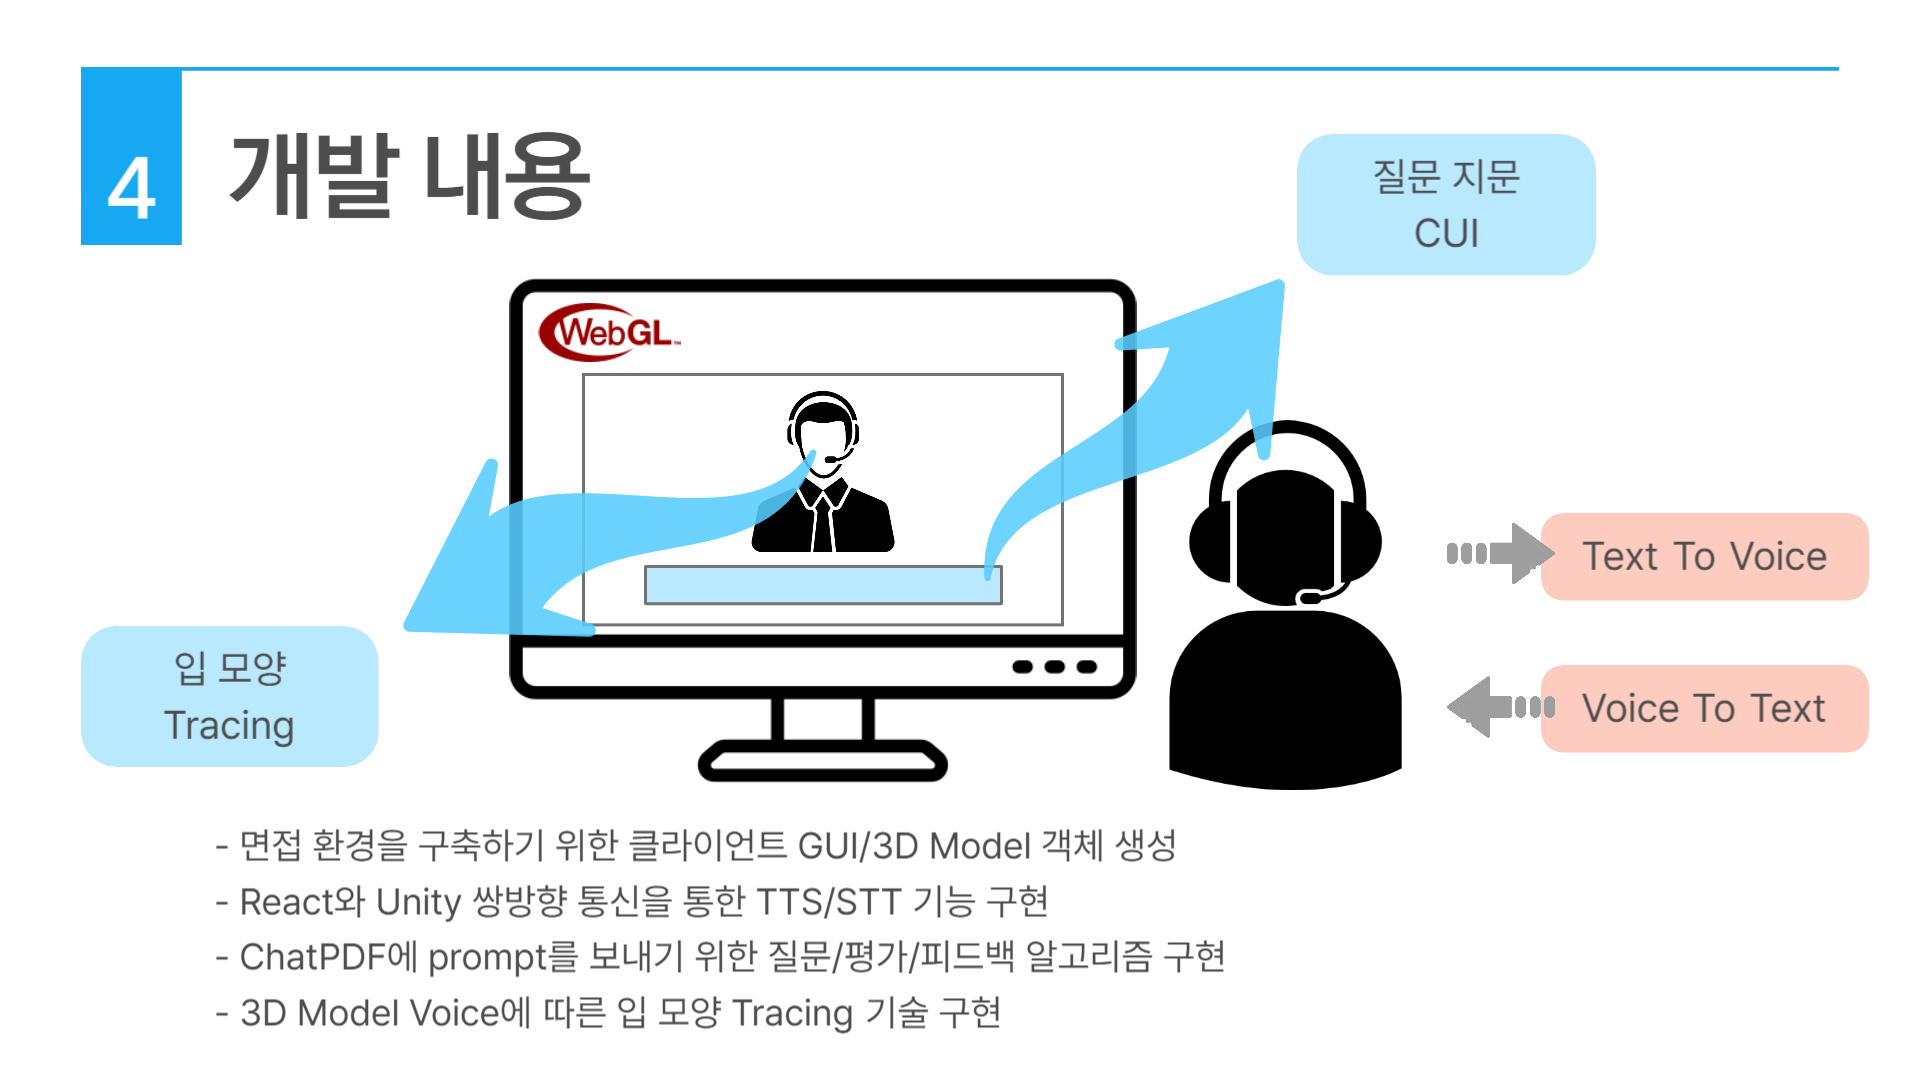 4
개발 내용
질문 지문
CUI
WebGL™
입 모양
Tracing
Text To Voice
Voice To Text
- 면접 환경을 구축하기 위한 클라이언트 GUI/3D Model 객체 생성
- React와 Unity 쌍방향 통신을 통한 TTS/STT 기능 구현
- ChatPDF에 prompt를 보내기 위한 질문/평가/피드백 알고리즘 구현
- 3D Model Voice에 따른 입 모양 Tracing 기술 구현